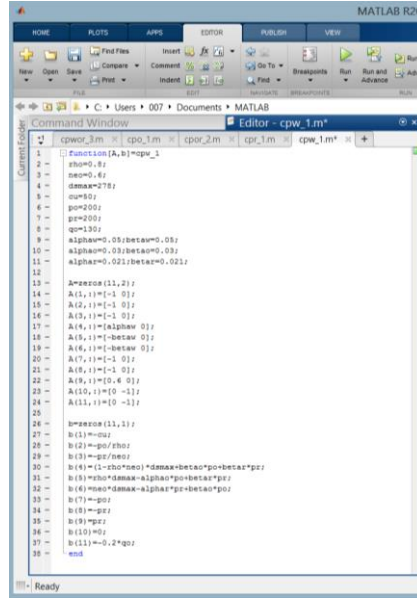 MATLAB R20
HOME PLOTS APPS EDITOR PUBLISH VIEW
New Open Save
Find Files
Compare
Print
Insert fx
Comment
Indent
Go To
Find
Breakpoints
Run
Run and
Advance
FILE EDIT NAVIGATE BREAKPOINTS RUN
C: Users 007 Documents MATLAB
Current Folder
Command Window
Editor - cpw_1.m*
cpwor_3.m cpo_1.m cpor_2.m cpr_1.m cpw_1.m* +
1 function[A,b]=cpw_1
2 - rho=0.8;
3 - neo=0.6;
4 - dsmax=278;
5 - cu=50;
6 - po=200;
7 - pr=200;
8 - qo=130;
9 - alphaw=0.05;betaw=0.05;
10 - alphao=0.03;betao=0.03;
11 - alphar=0.021;betar=0.021;
12
13 - A=zeros(11,2);
14 - A(1,:)=[-1 0];
15 - A(2,:)=[-1 0];
16 - A(3,:)=[-1 0];
17 - A(4,:)=[alphaw 0];
18 - A(5,:)=[-betaw 0];
19 - A(6,:)=[-betaw 0];
20 - A(7,:)=[-1 0];
21 - A(8,:)=[-1 0];
22 - A(9,:)=[0.6 0];
23 - A(10,:)=[0 -1];
24 - A(11,:)=[0 -1];
25
26 - b=zeros(11,1);
27 - b(1)=-cu;
28 - b(2)=-po/rho;
29 - b(3)=-pr/neo;
30 - b(4)=(1-rho*neo)*dsmax+betao*po+betar*pr;
31 - b(5)=rho*dsmax-alphao*po+betar*pr;
32 - b(6)=neo*dsmax-alphar*pr+betao*po;
33 - b(7)=-po;
34 - b(8)=-pr;
35 - b(9)=pr;
36 - b(10)=0;
37 - b(11)=-0.2*qo;
38 - end
Ready